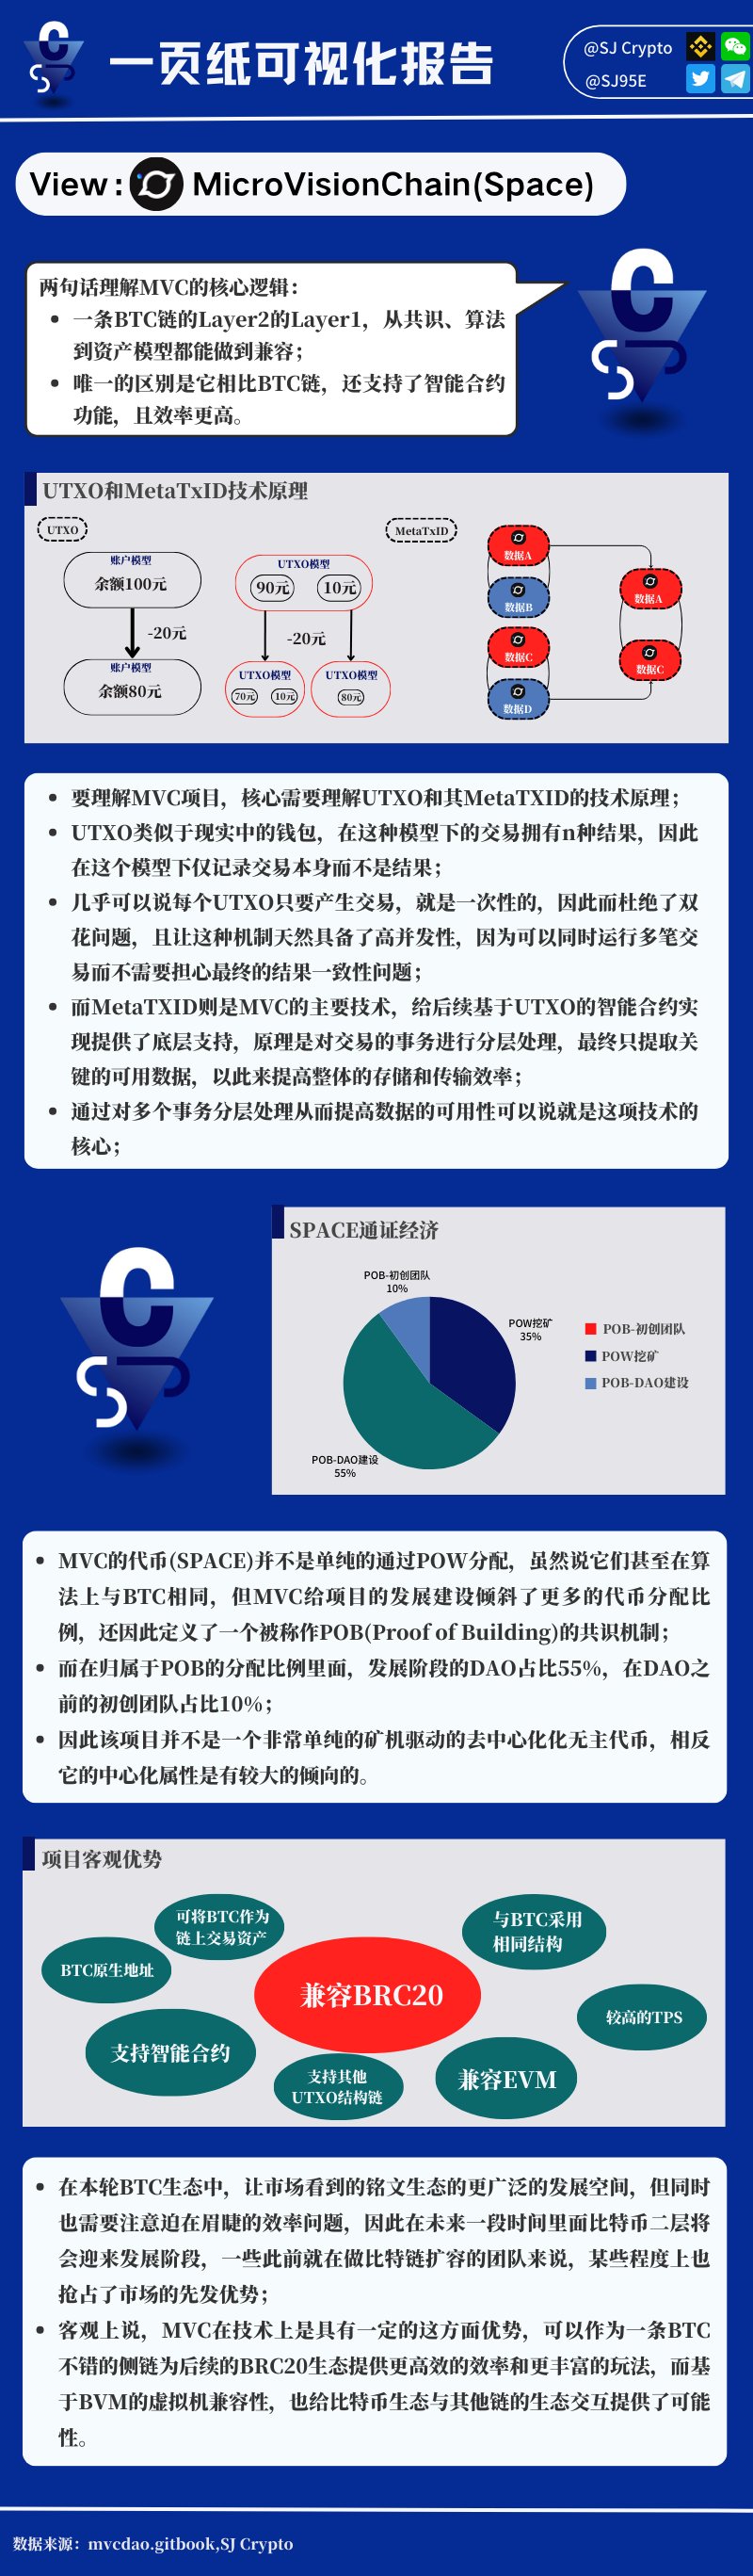 一页纸可视化报告
@SJ Crypto
@SJ95E
View : MicroVisionChain(Space)
两句话理解MVC的核心逻辑：
• 一条BTC链的Layer2的Layer1，从共识、算法
到资产模型都能做到兼容；
• 唯一的区别是它相比BTC链，还支持了智能合约
功能，且效率更高。
UTXO和MetaTxID技术原理
UTXO
账户模型
余额100元
-20元
账户模型
余额80元
UTXO模型
90元 10元
-20元
UTXO模型
70元 10元
UTXO模型
80元
MetaTxID
数据A
数据B
数据C
数据D
数据A
数据C
• 要理解MVC项目，核心需要理解UTXO和其MetaTXID的技术原理；
• UTXO类似于现实中的钱包，在这种模型下的交易拥有n种结果，因此
在这个模型下仅记录交易本身而不是结果；
• 几乎可以说每个UTXO只要产生交易，就是一次性的，因此而杜绝了双
花问题，且让这种机制天然具备了高并发性，因为可以同时运行多笔交
易而不需要担心最终的结果一致性问题；
• 而MetaTXID则是MVC的主要技术，给后续基于UTXO的智能合约实
现提供了底层支持，原理是对交易的事务进行分层处理，最终只提取关
键的可用数据，以此来提高整体的存储和传输效率；
• 通过对多个事务分层处理从而提高数据的可用性可以说就是这项技术的
核心；
SPACE通证经济
POB-初创团队
10%
POW挖矿
35%
POB-DAO建设
55%
POB-初创团队
POW挖矿
POB-DAO建设
• MVC的代币(SPACE)并不是单纯的通过POW分配，虽然说它们甚至在算
法上与BTC相同，但MVC给项目的发展建设倾斜了更多的代币分配比
例，还因此定义了一个被称作POB(Proof of Building)的共识机制；
• 而在归属于POB的分配比例里面，发展阶段的DAO占比55%，在DAO之
前的初创团队占比10%；
• 因此该项目并不是一个非常单纯的矿机驱动的去中心化化无主代币，相反
它的中心化属性是有较大的倾向的。
项目客观优势
可将BTC作为
链上交易资产
与BTC采用
相同结构
BTC原生地址
兼容BRC20
较高的TPS
支持智能合约
支持其他
UTXO结构链
兼容EVM
• 在本轮BTC生态中，让市场看到的铭文生态的更广泛的发展空间，但同时
也需要注意迫在眉睫的效率问题，因此在未来一段时间里面比特币二层将
会迎来发展阶段，一些此前就在做比特链扩容的团队来说，某些程度上也
抢占了市场的先发优势；
• 客观上说，MVC在技术上是具有一定的这方面优势，可以作为一条BTC
不错的侧链为后续的BRC20生态提供更高效的效率和更丰富的玩法，而基
于BVM的虚拟机兼容性，也给比特币生态与其他链的生态交互提供了可能
性。
数据来源：mvcdao.gitbook,SJ Crypto